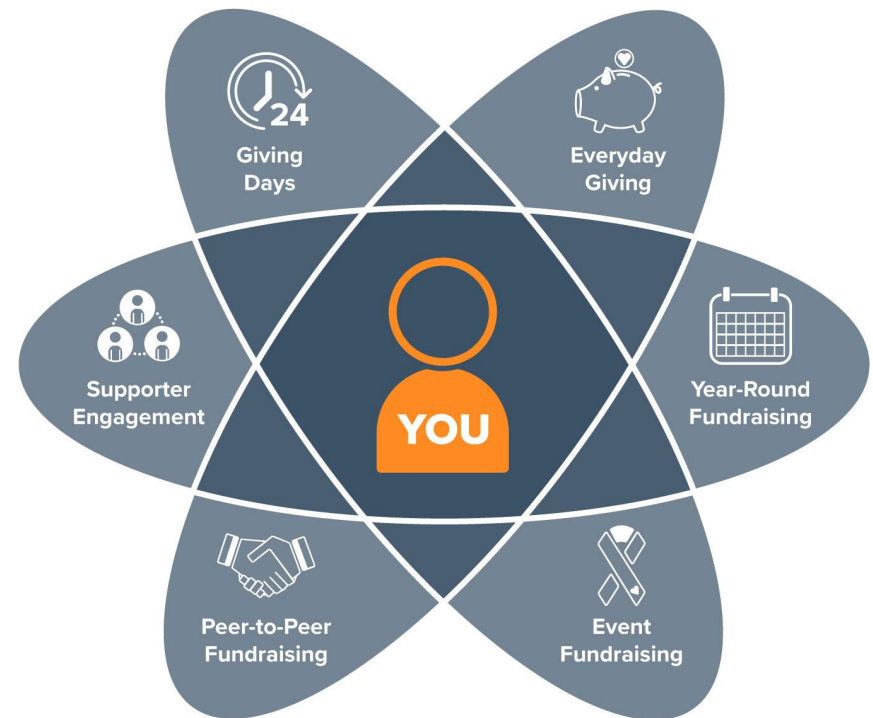 24
Giving
Days
Everyday
Giving
Supporter
Engagement
YOU
Year-Round
Fundraising
Peer-to-Peer
Fundraising
Event
Fundraising